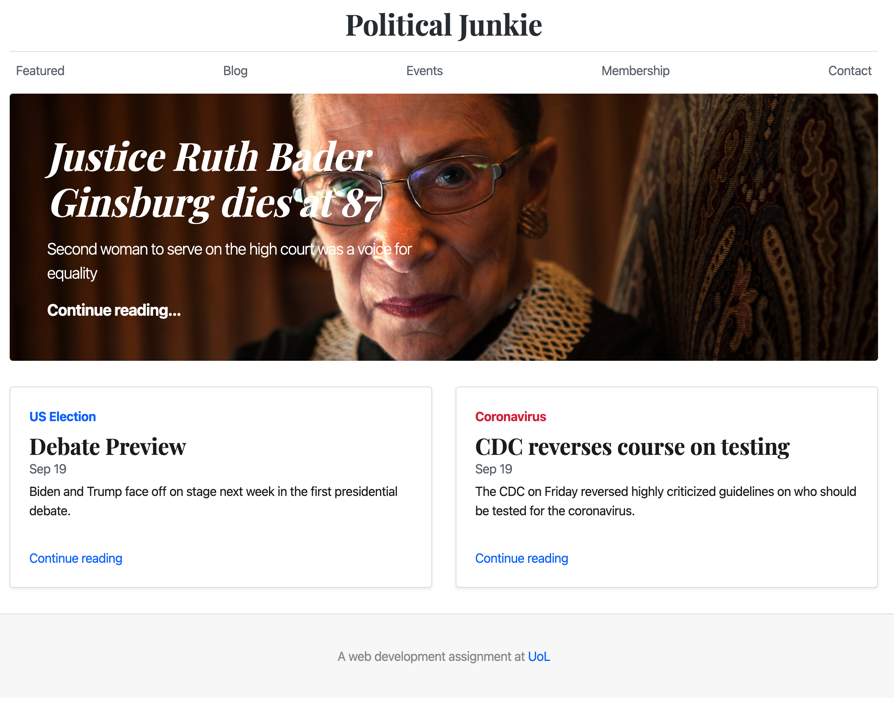 Political Junkie
Featured Blog Events Membership Contact
Justice Ruth Bader
Ginsburg dies at 87
Second woman to serve on the high court was a voice for
equality
Continue reading...
US Election
Debate Preview
Sep 19
Biden and Trump face off on stage next week in the first presidential
debate.
Continue reading
Coronavirus
CDC reverses course on testing
Sep 19
The CDC on Friday reversed highly criticized guidelines on who should
be tested for the coronavirus.
Continue reading
A web development assignment at UoL